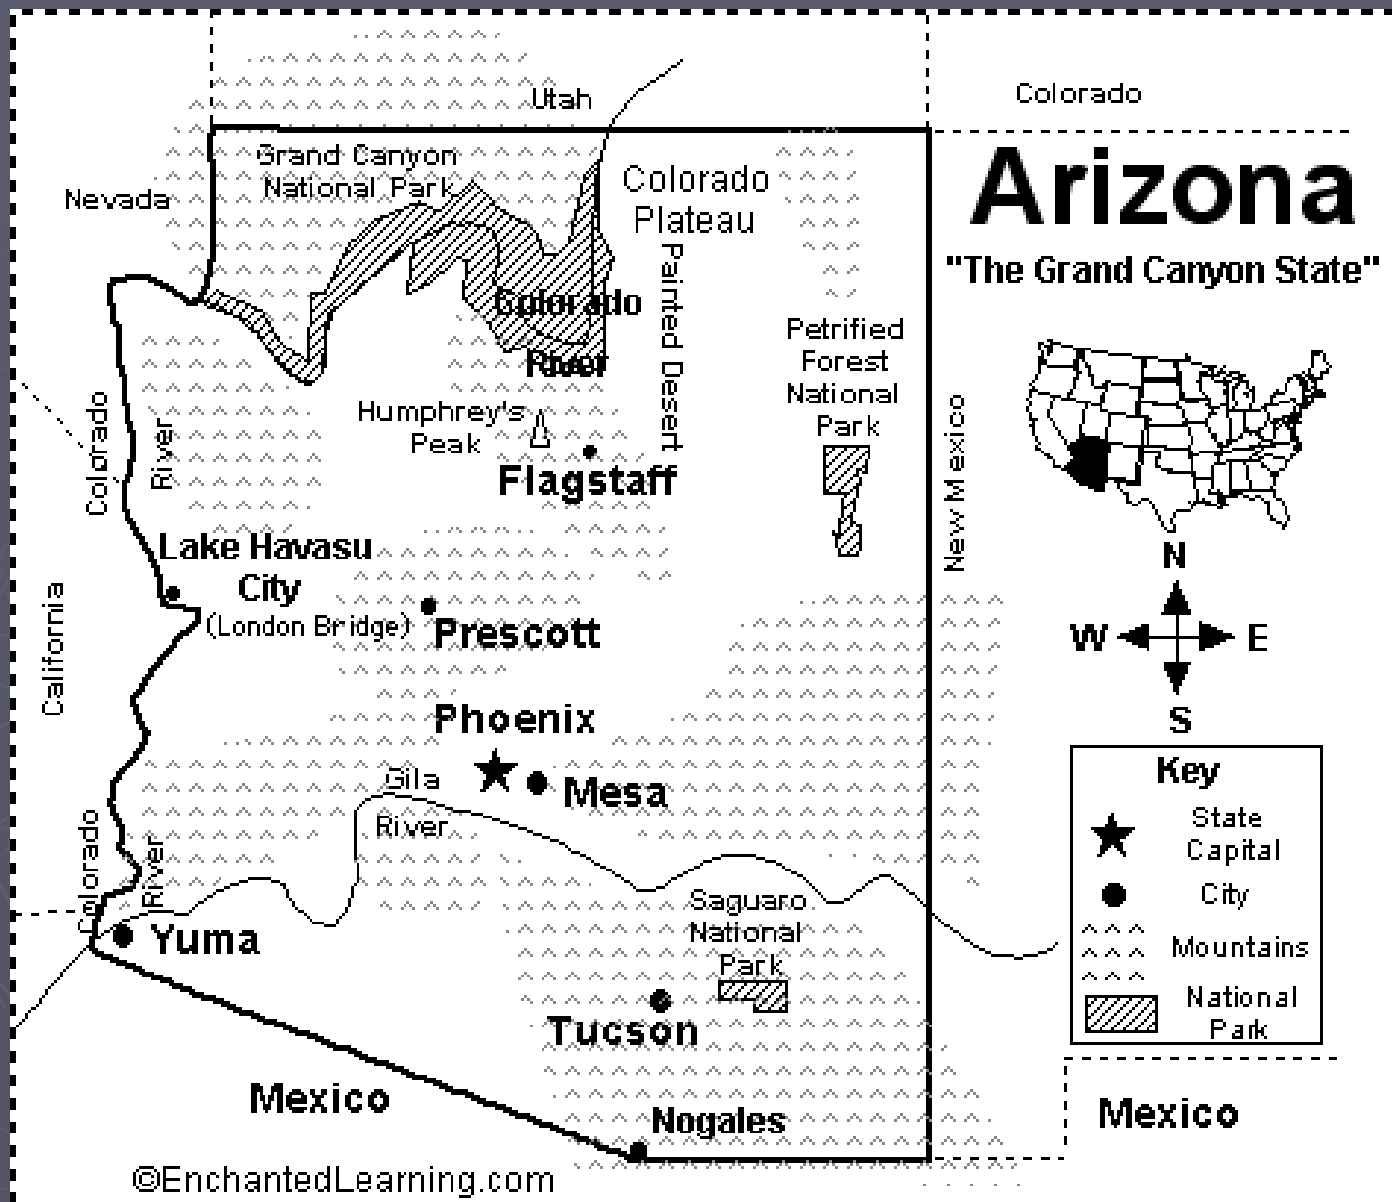 Utah
Colorado
Arizona
"The Grand Canyon State"
Grand Canyon
National Park
Nevada
Colorado
Plateau
Painted Desert
Colorado
River
Petrified
Forest
National
Park
Humphrey's
Peak
Flagstaff
New Mexico
Colorado
River
Lake Havasu
City
(London Bridge)
Prescott
California
N
W
E
S
Phoenix
Mesa
Gila
River
Key
State
Capital
City
Mountains
National
Park
Colorado
River
Yuma
Saguaro
National
Park
Tucson
Mexico
Nogales
Mexico
©EnchantedLearning.com